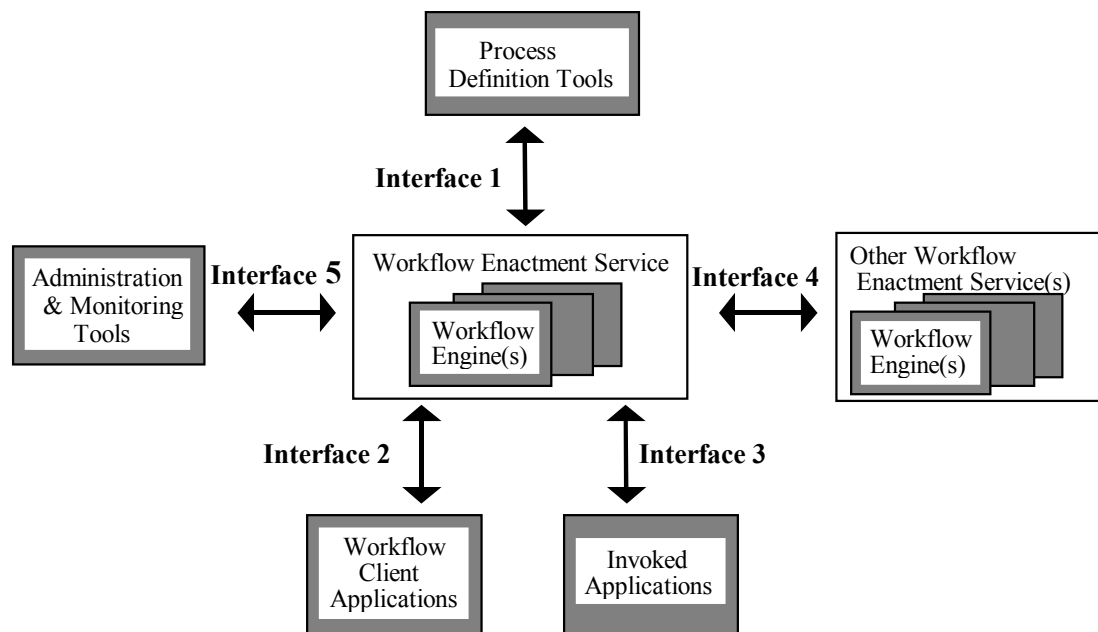 Process
Definition Tools
Interface 1
Administration
& Monitoring
Tools
Interface 5
Workflow Enactment Service
Workflow
Engine(s)
Interface 4
Other Workflow
Enactment Service(s)
Workflow
Engine(s)
Interface 2
Interface 3
Workflow
Client
Applications
Invoked
Applications